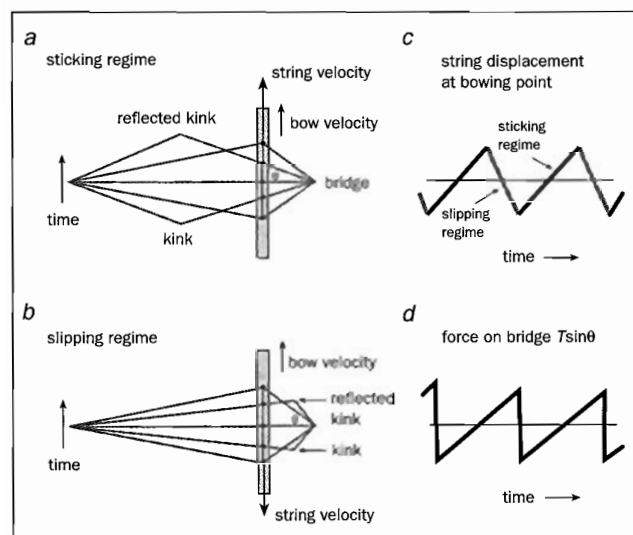 a
sticking regime
string velocity
bow velocity
reflected kink
θ
bridge
time
kink
b
slipping regime
bow velocity
reflected
kink
θ
kink
time
string velocity
c
string displacement
at bowing point
sticking
regime
slipping
regime
time
d
force on bridge Tsinθ
time